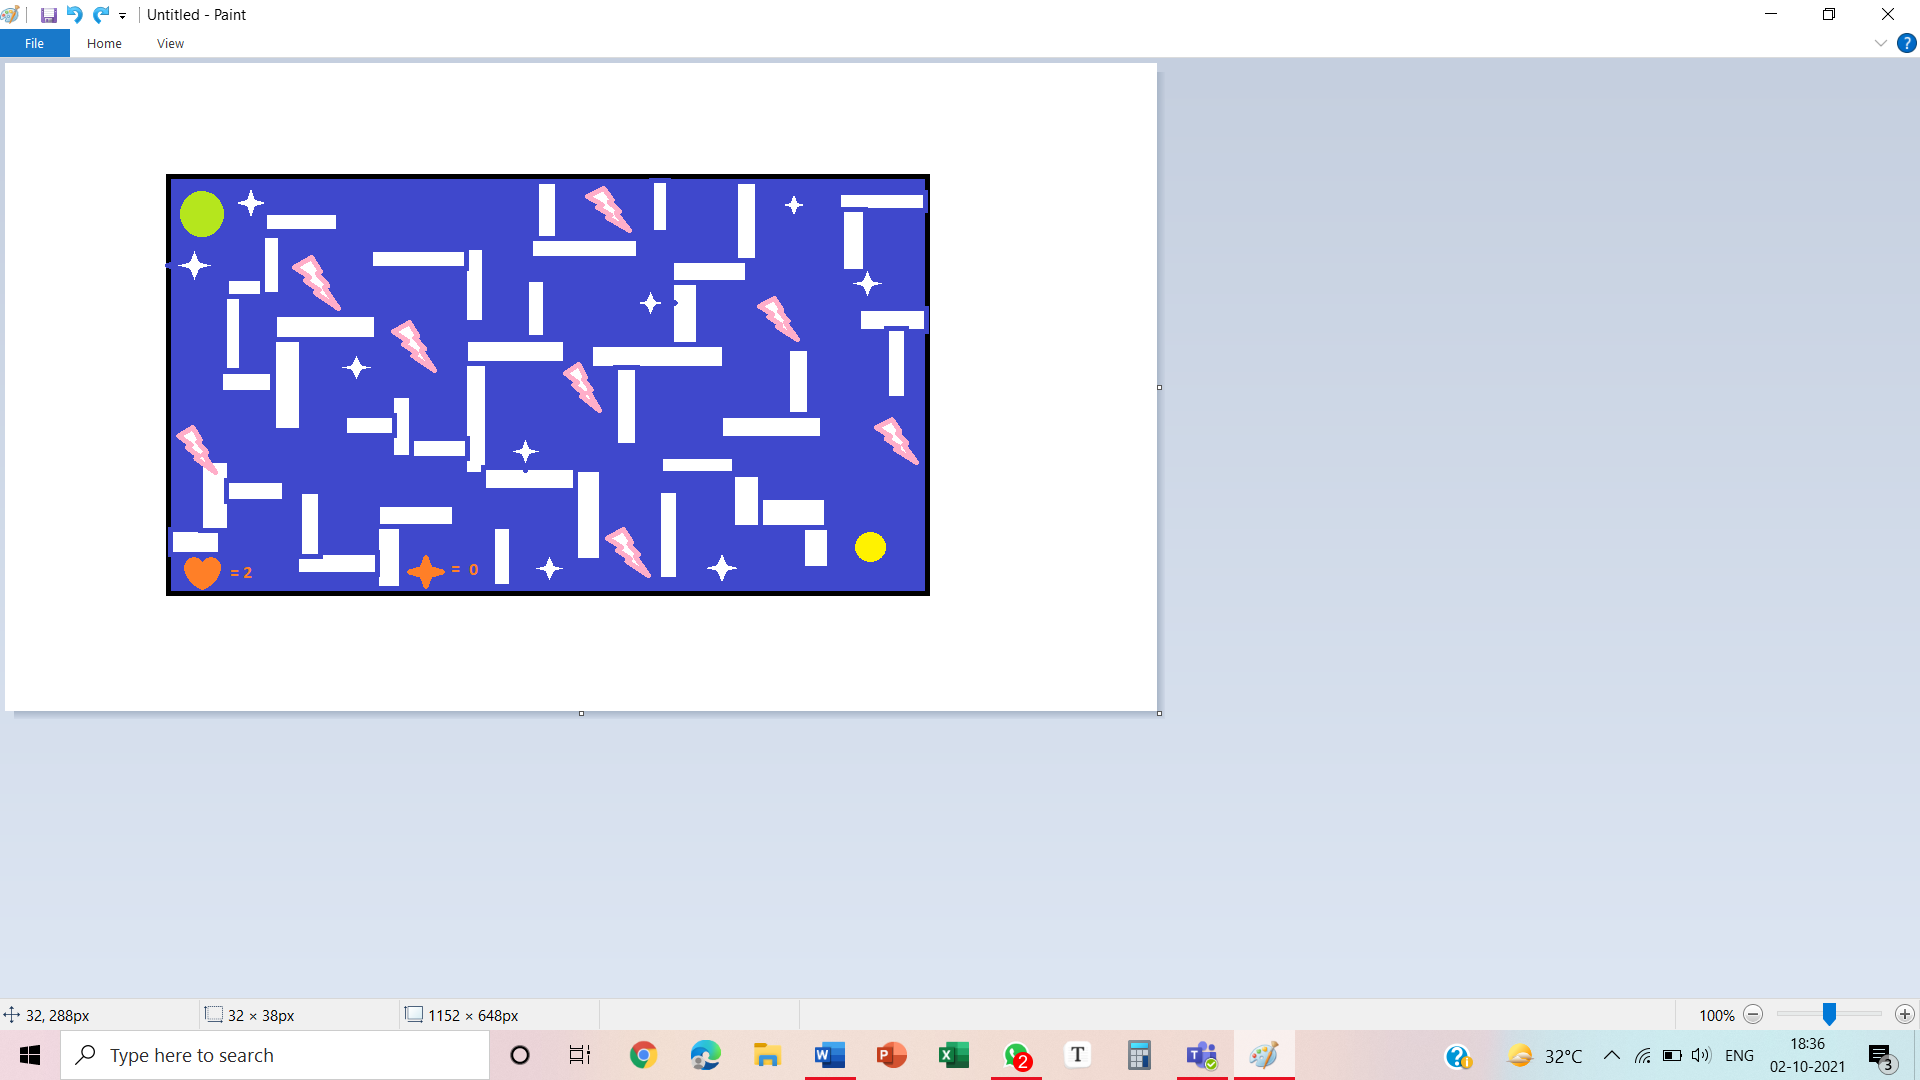 Untitled - Paint
File Home View
= 2
= 0
32, 288px 32 × 38px 1152 × 648px 100%
Type here to search
W P X 2 T T 32°C ENG 18:36
02-10-2021 3